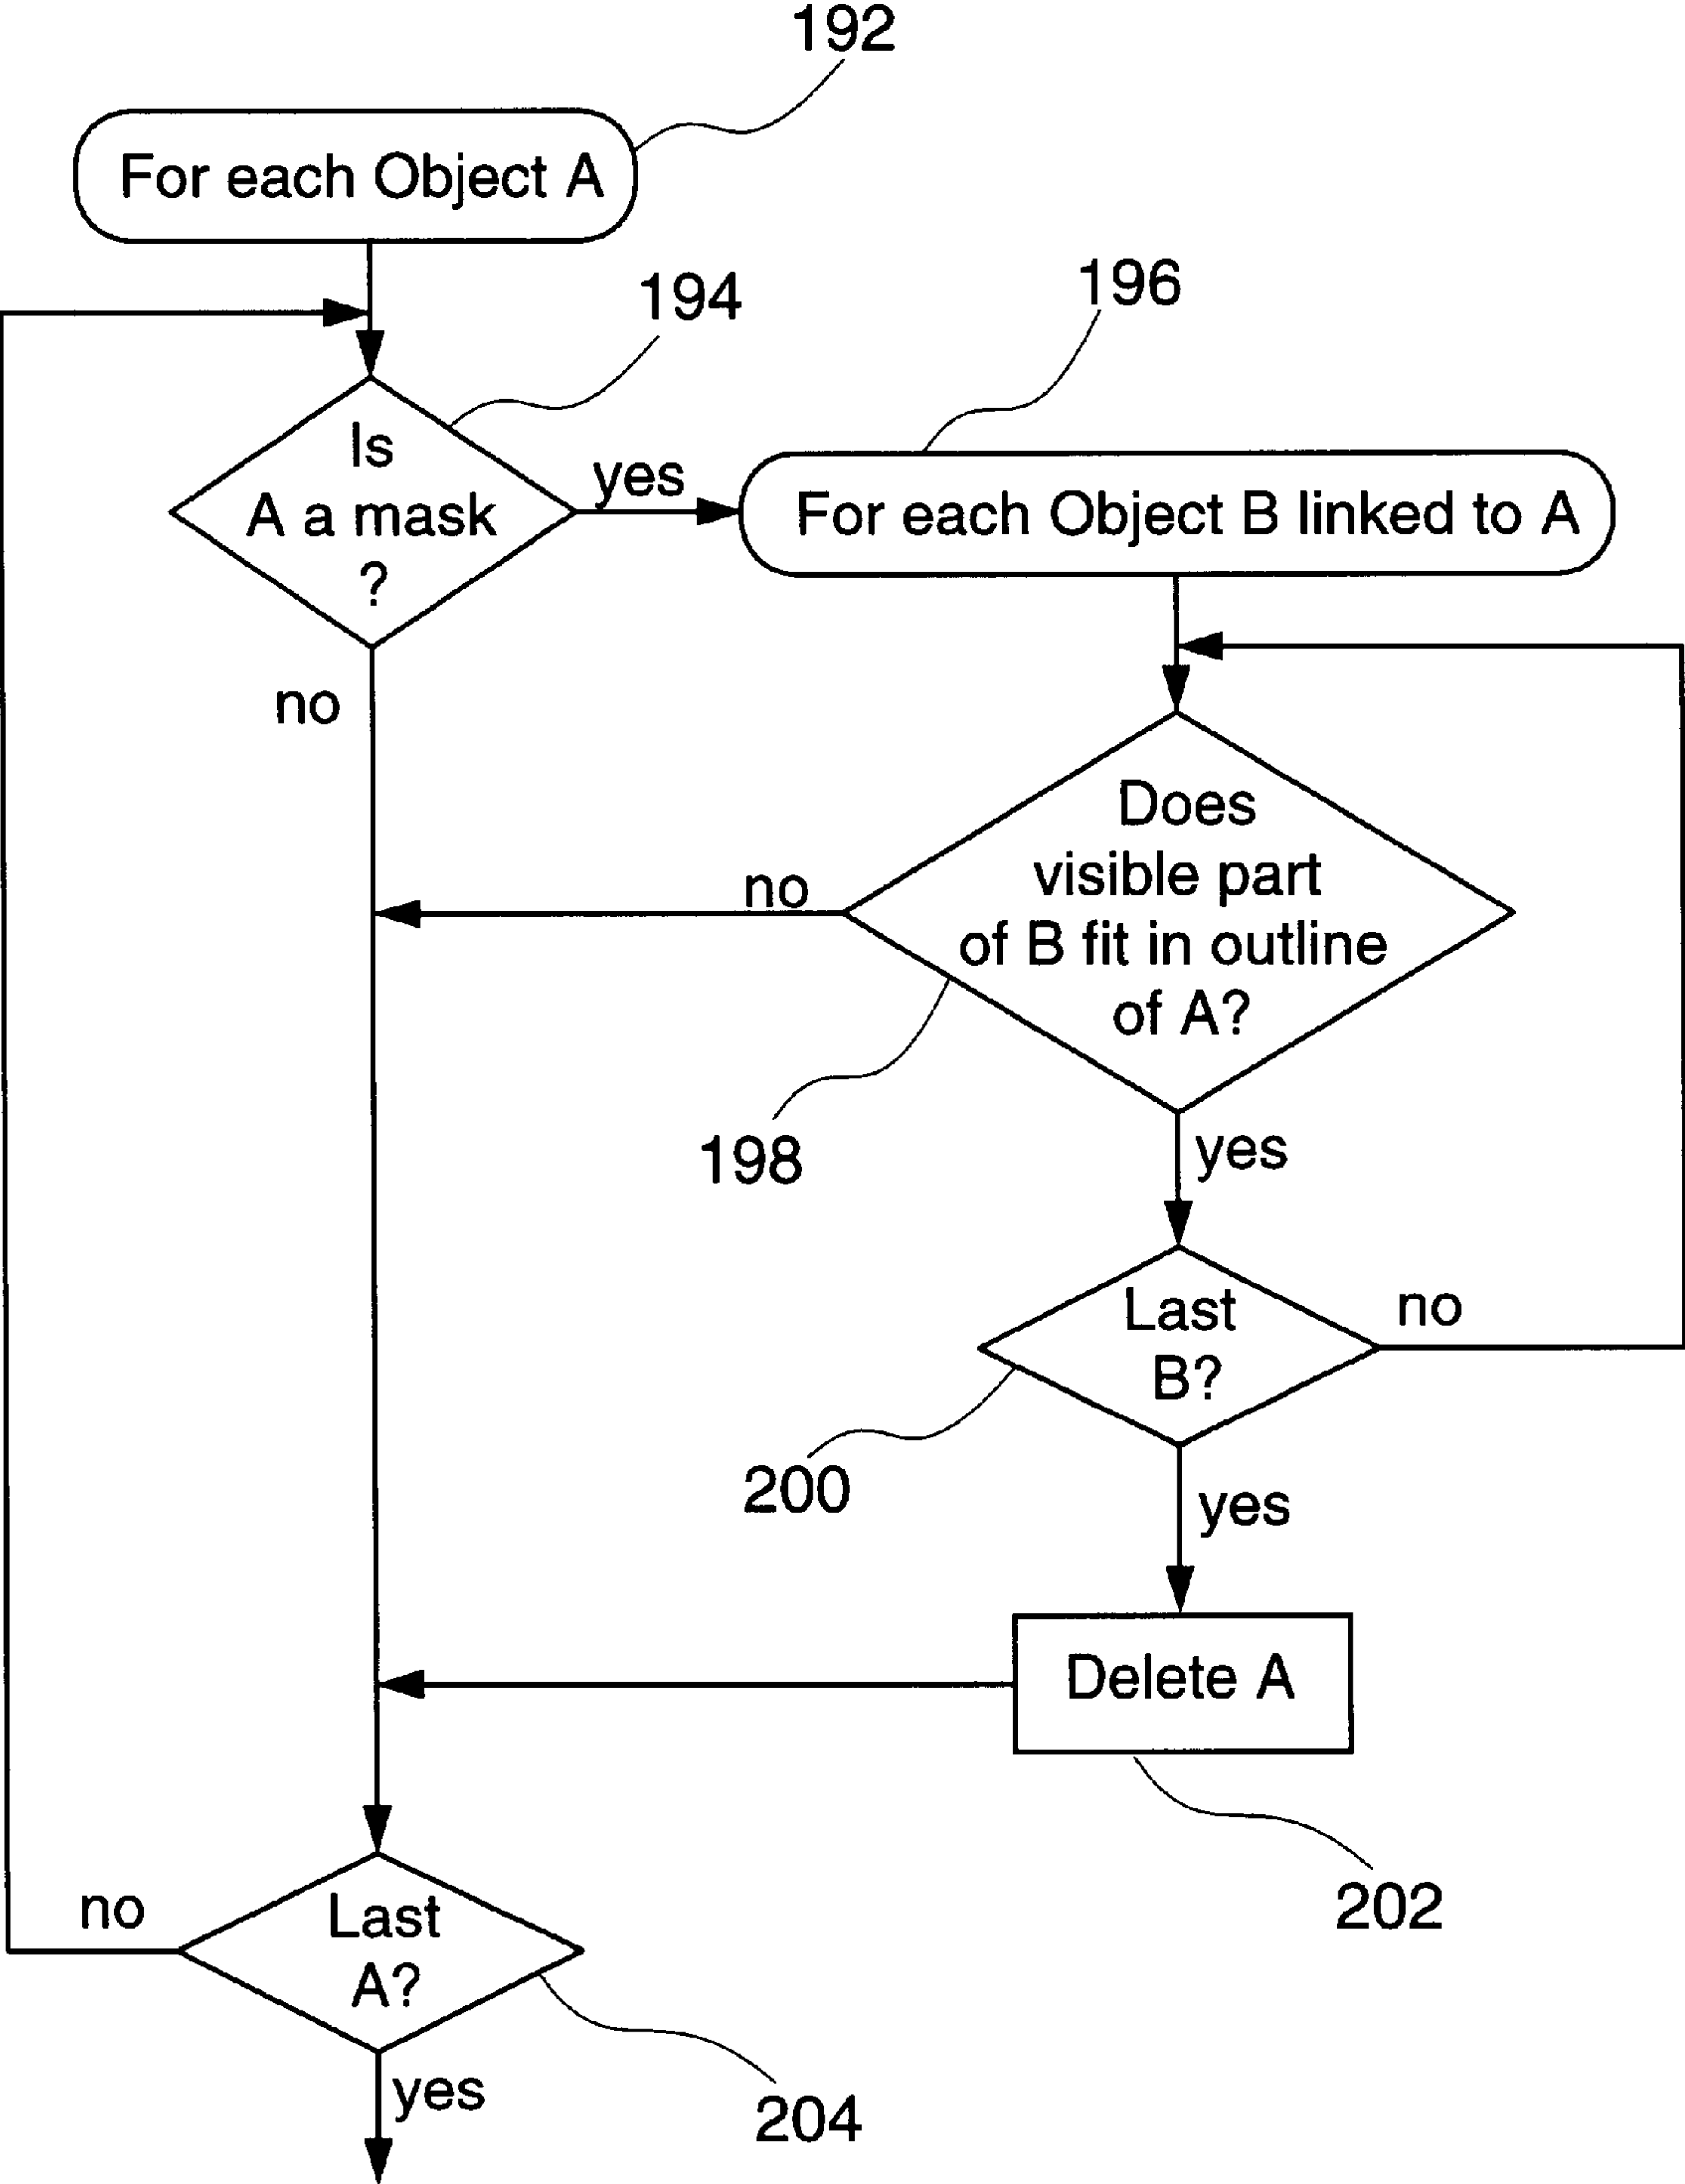 192
For each Object A
194
196
Is
A a mask
?
yes
For each Object B linked to A
no
Does
visible part
of B fit in outline
of A?
no
198
yes
Last
B?
no
200
yes
Delete A
202
no
Last
A?
yes
204